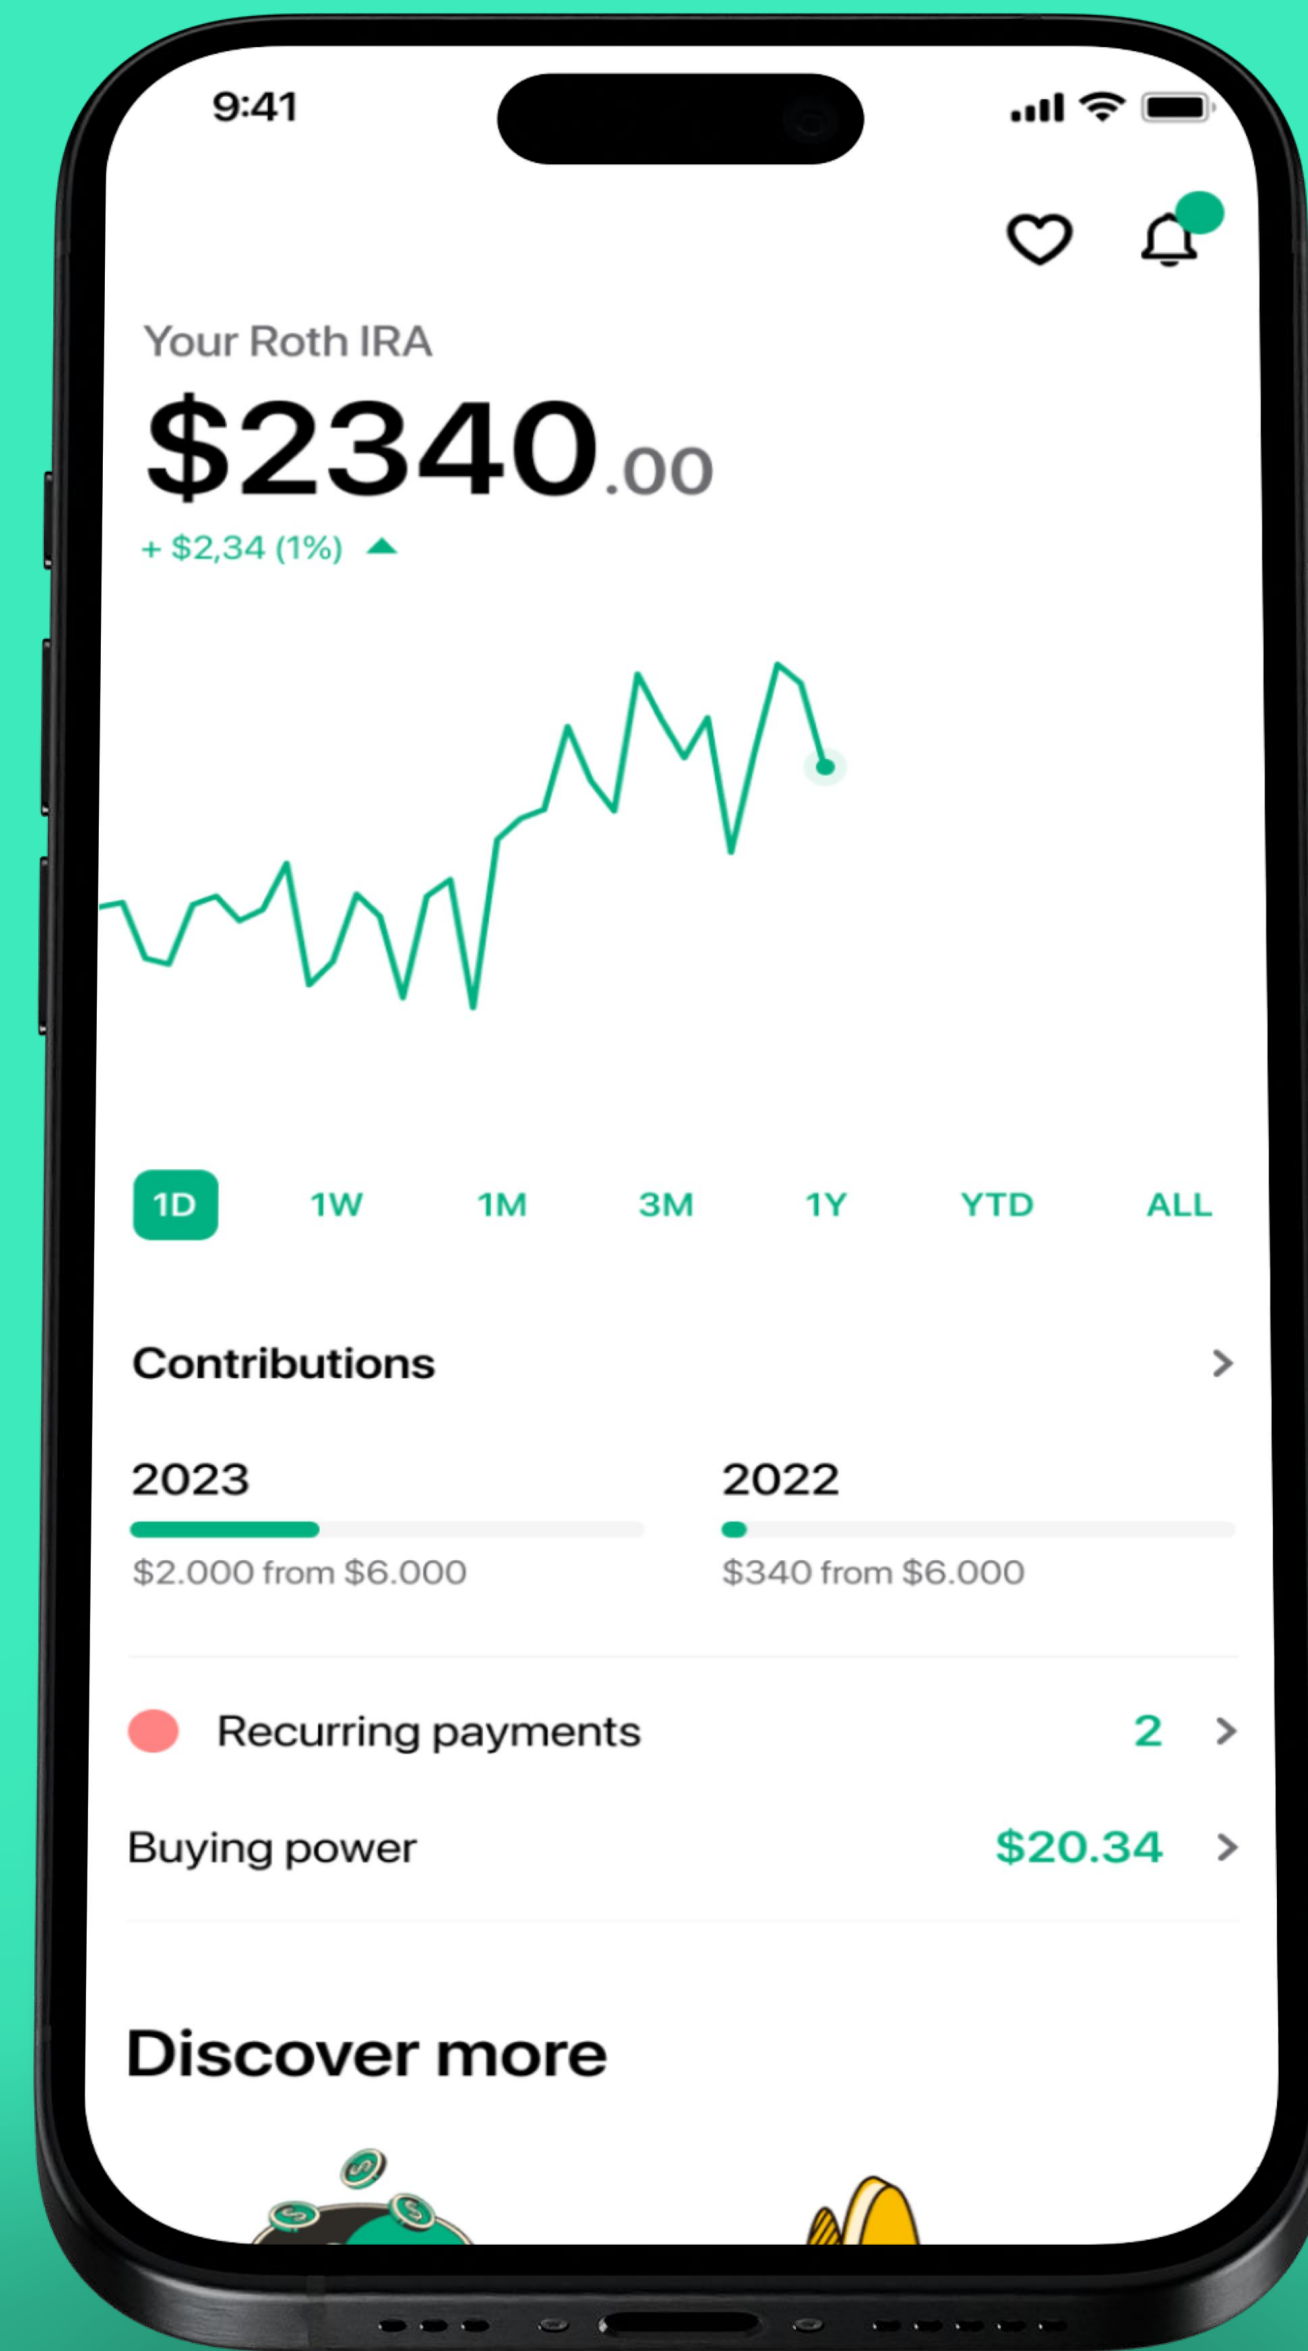 9:41
Your Roth IRA
$2340.00
+ $2,34 (1%)
1D 1W 1M 3M 1Y YTD ALL
Contributions
2023 2022
$2.000 from $6.000 $340 from $6.000
Recurring payments 2
Buying power $20.34
Discover more